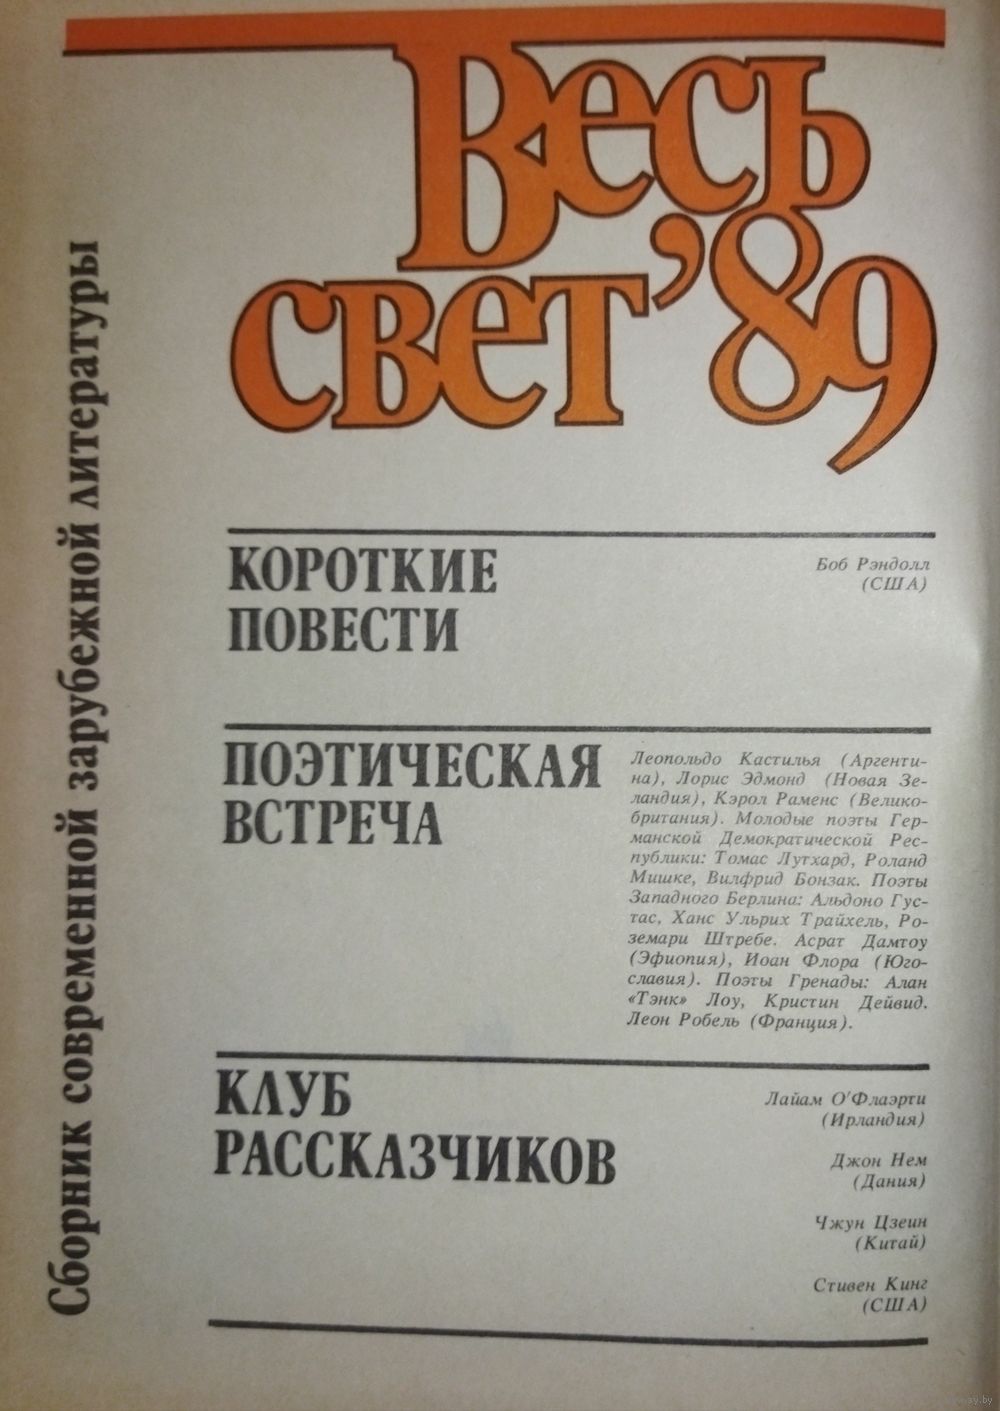 Весь
свет’89
Сборник современной зарубежной литературы
КОРОТКИЕ
ПОВЕСТИ
Боб Рэндолл
(США)
ПОЭТИЧЕСКАЯ
ВСТРЕЧА
Леопольдо Кастилья (Аргенти-
на), Лорис Эдмонд (Новая Зе-
ландия), Кэрол Раменс (Велико-
британия). Молодые поэты Гер-
манской Демократической Рес-
публики: Томас Лутхард, Роланд
Мишке, Вилфрид Бонзак. Поэты
Западного Берлина: Альдоно Гус-
тас, Ханс Ульрих Трайхель, Ро-
земари Штребе. Асрат Дамтоу
(Эфиопия), Иоан Флора (Юго-
славия). Поэты Гренады: Алан
«Тэнк» Лоу, Кристин Дейвид.
Леон Робель (Франция).
КЛУБ
РАССКАЗЧИКОВ
Лайам О'Флаэрти
(Ирландия)
Джон Нем
(Дания)
Чжун Цзеин
(Китай)
Стивен Кинг
(США)